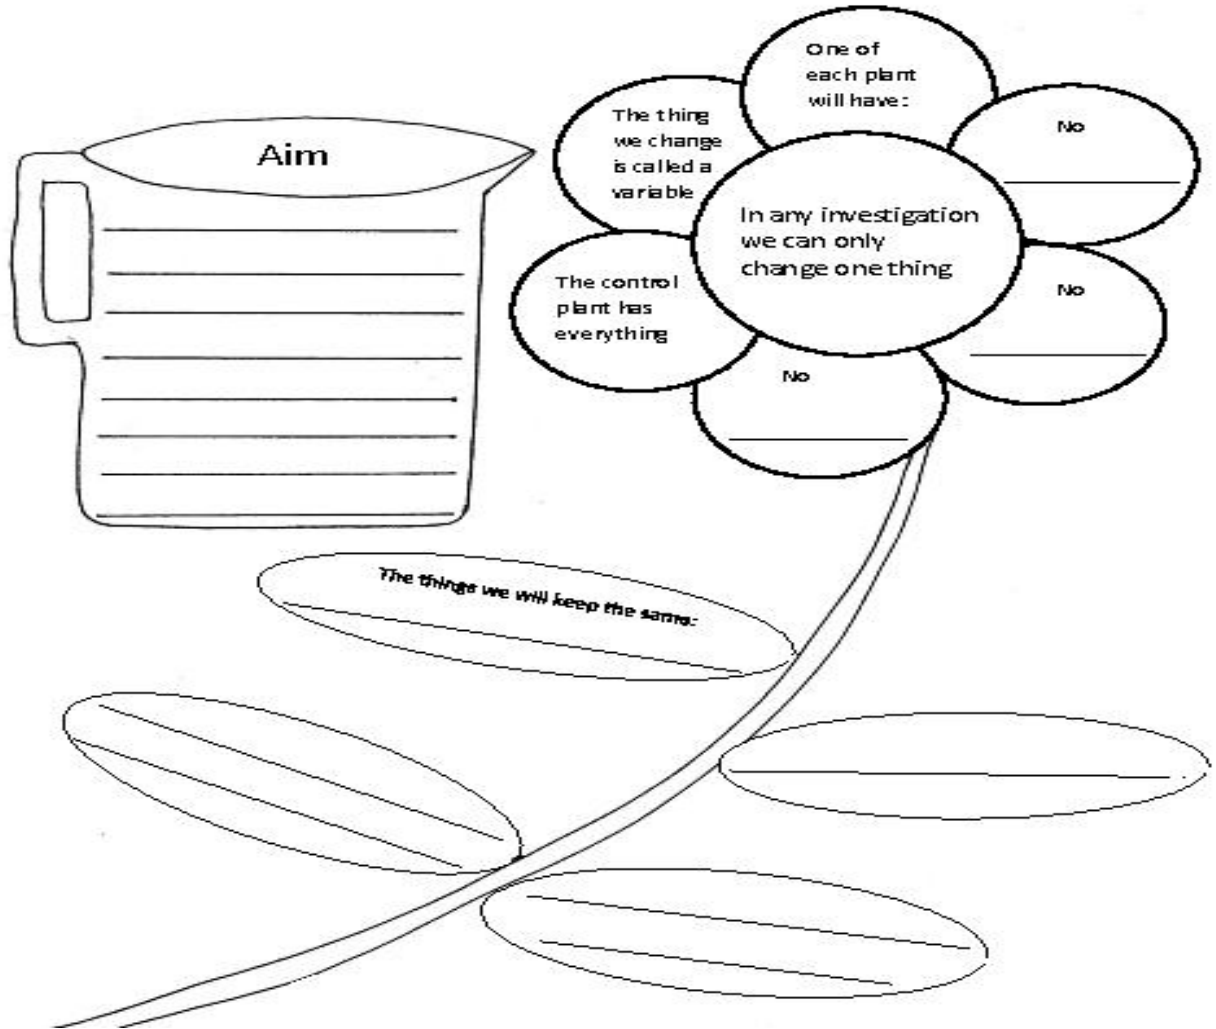 Aim
One of
each plant
will have:
No
The thing
we change
is called a
variable
In any investigation
we can only
change one thing
The control
plant has
everything
No
No
The things we will keep the same: